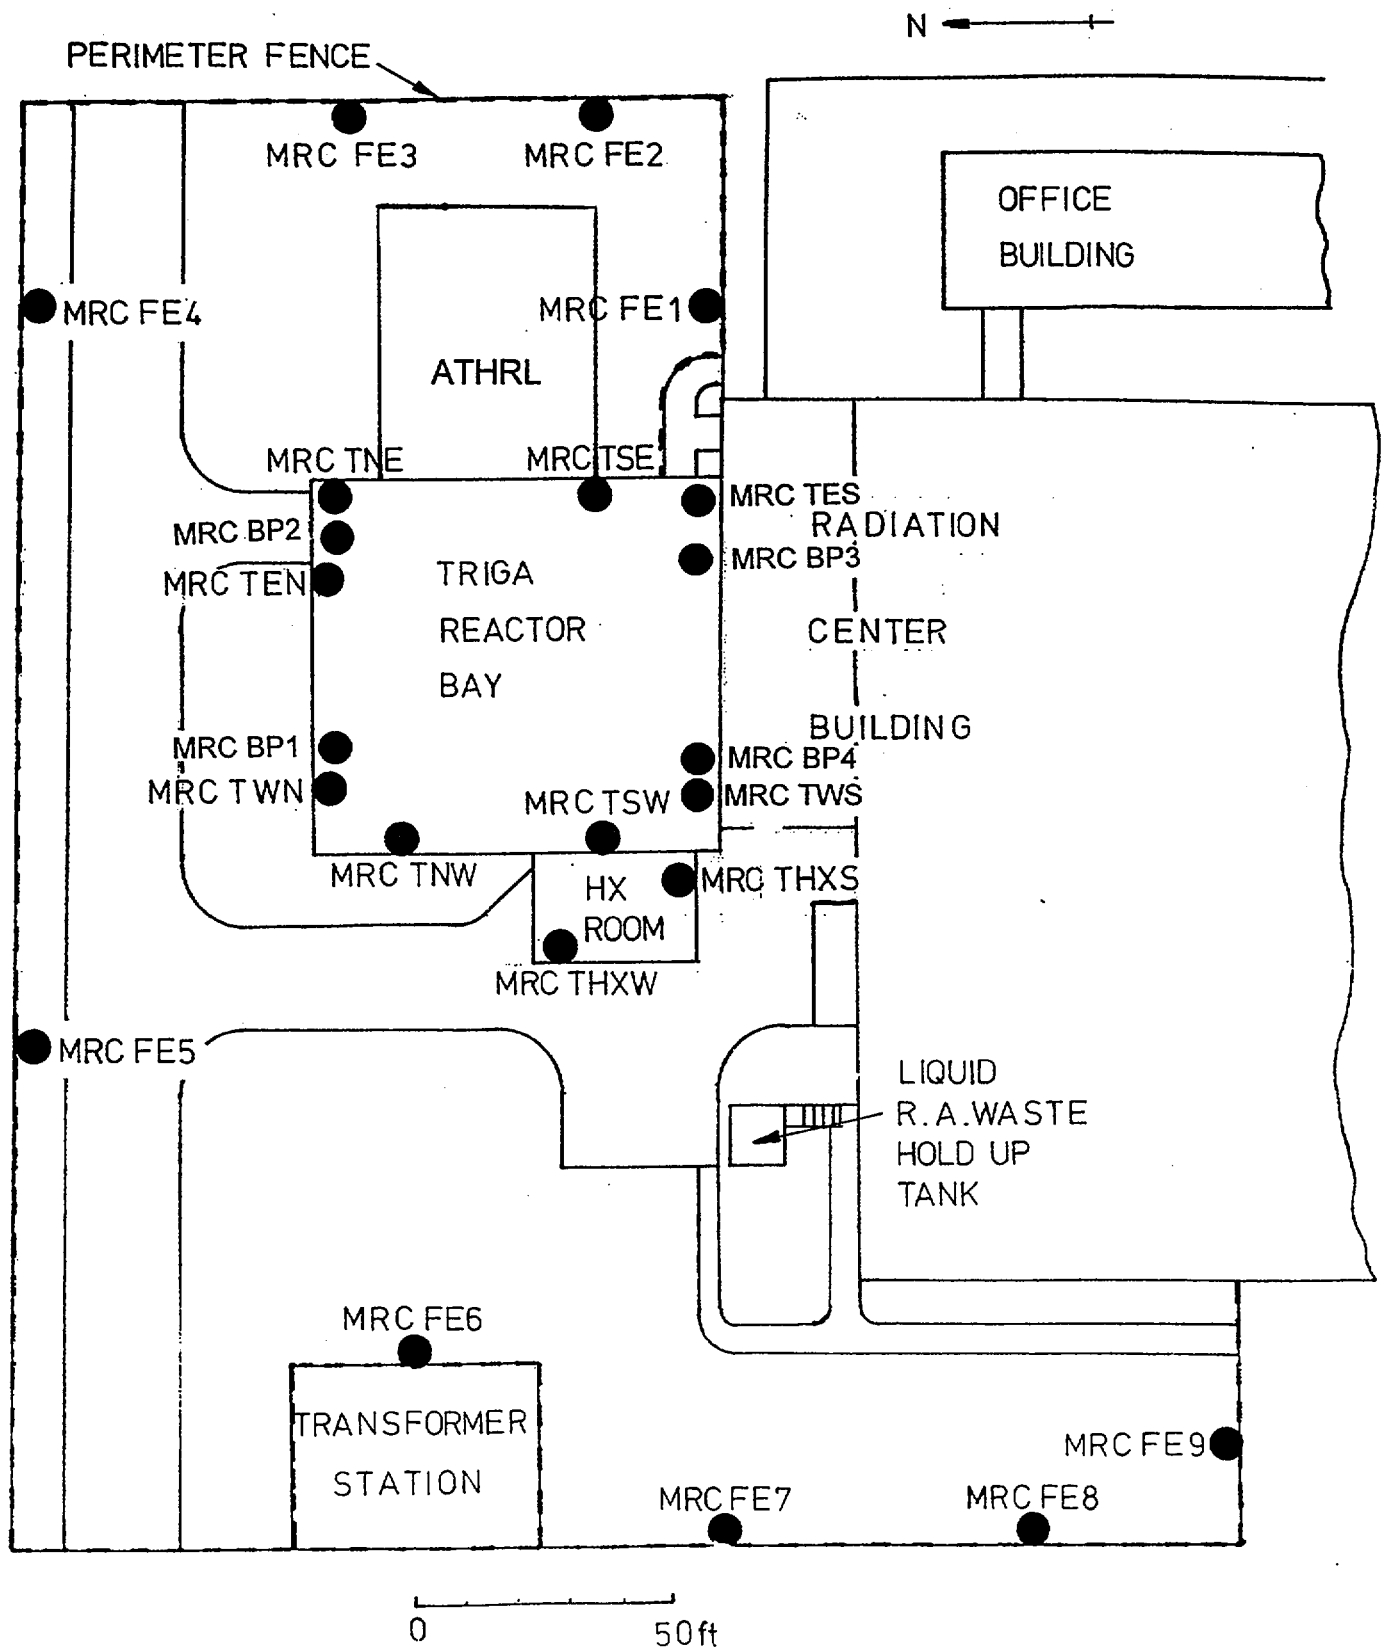 N
PERIMETER FENCE
MRC FE3
MRC FE2
OFFICE
BUILDING
MRC FE4
MRC FE1
ATHRL
MRC TNE
MRC TSE
MRC TES
MRC BP2
RADIATION
MRC BP3
MRC TEN
TRIGA
REACTOR
BAY
CENTER
BUILDING
MRC BP1
MRC BP4
MRC TWN
MRC TSW
MRC TWS
MRC TNW
HX
ROOM
MRC THXS
MRC THXW
MRC FE5
LIQUID
R.A.WASTE
HOLD UP
TANK
MRC FE6
TRANSFORMER
STATION
MRC FE9
MRC FE7
MRC FE8
0
50ft